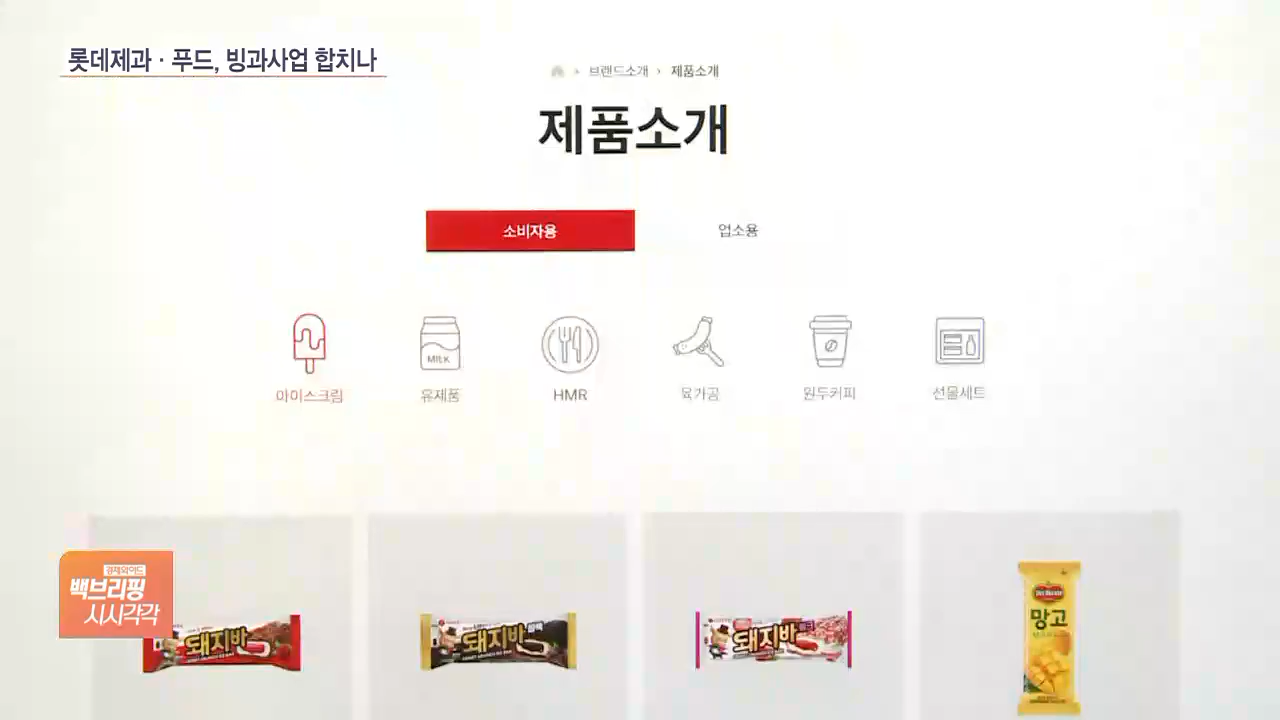 롯데제과·푸드, 빙과사업 합치나
브랜드소개 > 제품소개
제품소개
소비자용
업소용
MILK
아이스크림
유제품
HMR
육가공
원두커피
선물세트
경제와이드
백브리핑
시시각각
돼지바
돼지바
돼지바
Del Monte
망고